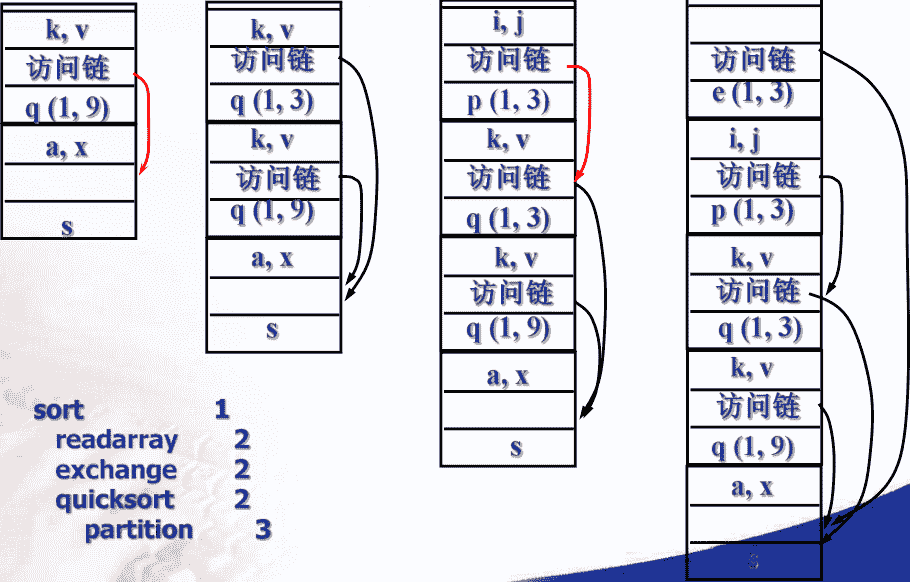 k, v
访问链
q (1, 9)
a, x
s
k, v
访问链
q (1, 3)
k, v
访问链
q (1, 9)
a, x
s
i, j
访问链
p (1, 3)
k, v
访问链
q (1, 3)
k, v
访问链
q (1, 9)
a, x
s
访问链
e (1, 3)
i, j
访问链
p (1, 3)
k, v
访问链
q (1, 3)
k, v
访问链
q (1, 9)
a, x
s
sort 1
readarray 2
exchange 2
quicksort 2
partition 3